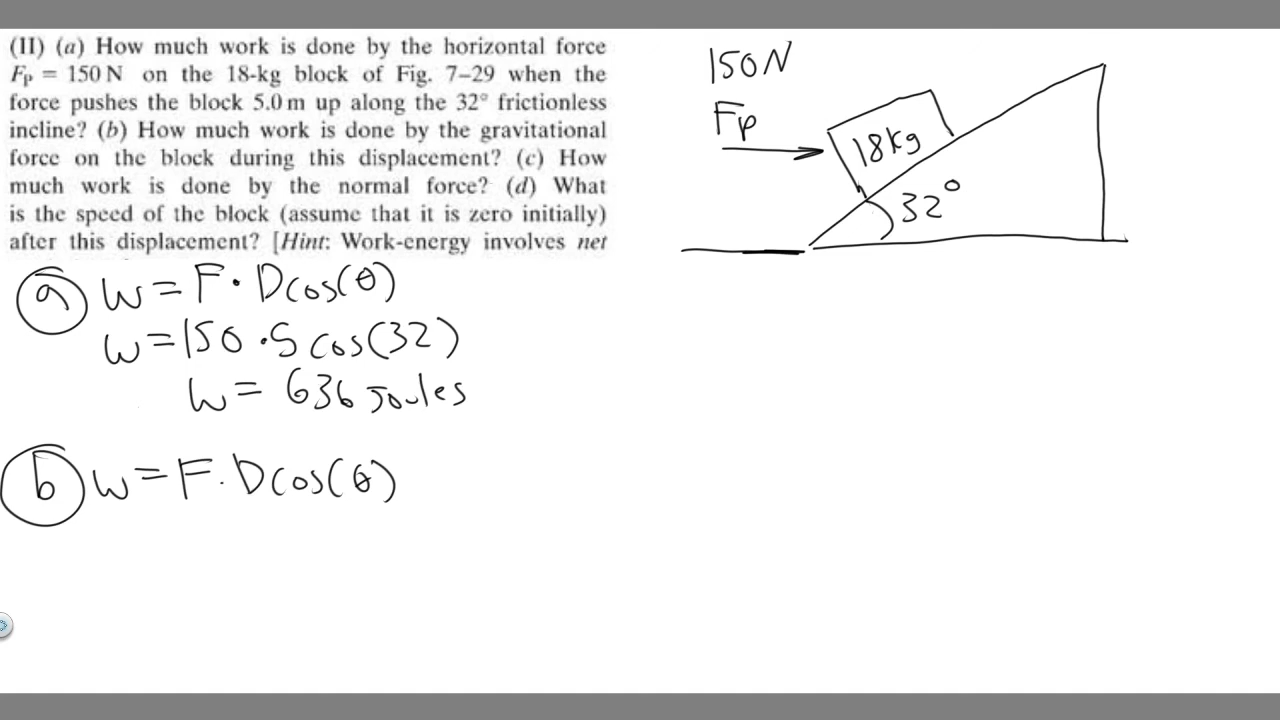 (II) (a) How much work is done by the horizontal force
FP = 150 N on the 18-kg block of Fig. 7–29 when the
force pushes the block 5.0 m up along the 32° frictionless
incline? (b) How much work is done by the gravitational
force on the block during this displacement? (c) How
much work is done by the normal force? (d) What
is the speed of the block (assume that it is zero initially)
after this displacement? [Hint: Work-energy involves net
150N
Fp
18kg
32°
a W = F · D cos(θ)
W = 150 · 5 cos(32)
W = 636 Joules
b W = F · D cos(θ)